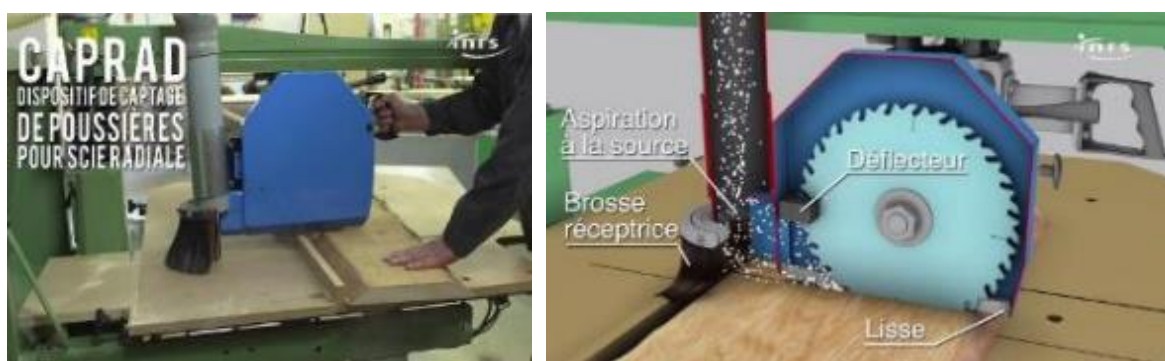 CAPRAD
DISPOSITIF DE CAPTAGE
DE POUSSIÈRES
POUR SCIE RADIALE
inrs
inrs
Aspiration
à la source
Déflecteur
Brosse
réceptrice
Lisse